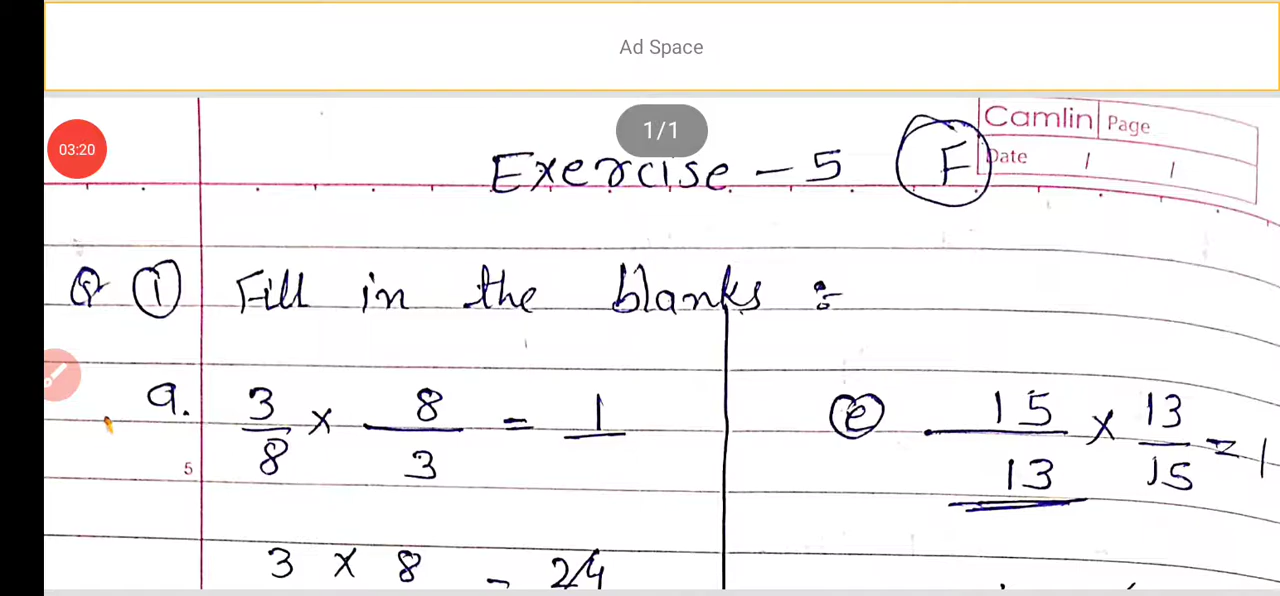 Ad Space
1/1
Camlin Page
Date / /
03:20
Exercise - 5 (F)
Q ① Fill in the blanks :-
a. 3/8 × 8/3 = 1
5
3 × 8 = 24
ⓔ 15/13 × 13/15 = 1